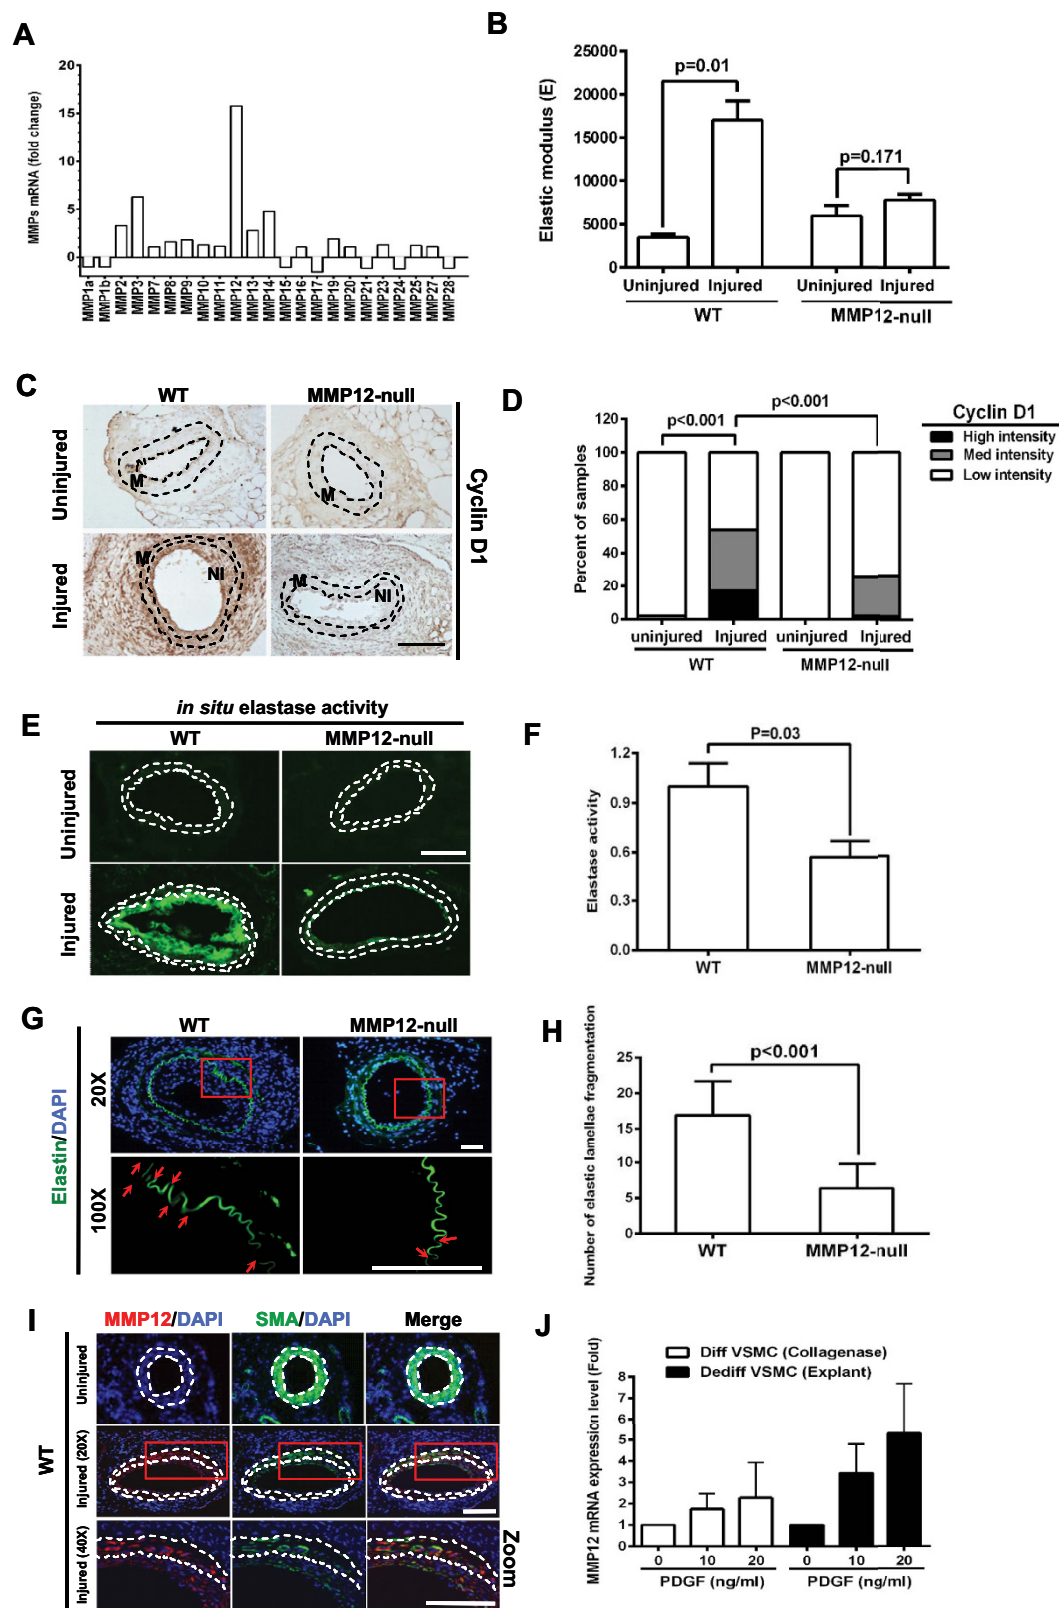 A
MMPs mRNA (fold change)
20
15
10
5
0
MMP1a
MMP1b
MMP2
MMP3
MMP7
MMP8
MMP9
MMP10
MMP11
MMP12
MMP13
MMP14
MMP15
MMP16
MMP17
MMP19
MMP20
MMP21
MMP23
MMP24
MMP25
MMP27
MMP28
B
Elastic modulus (E)
25000
20000
15000
10000
5000
0
p=0.01
p=0.171
Uninjured Injured Uninjured Injured
WT MMP12-null
C
WT MMP12-null
Uninjured
Injured
M
M
M
NI
M
NI
Cyclin D1
D
Percent of samples
120
100
80
60
40
20
0
p<0.001
p<0.001
Cyclin D1
High intensity
Med intensity
Low intensity
uninjured Injured uninjured Injured
WT MMP12-null
E
in situ elastase activity
WT MMP12-null
Uninjured
Injured
F
Elastase activity
1.2
0.9
0.6
0.3
0.0
P=0.03
WT MMP12-null
G
WT MMP12-null
Elastin/DAPI
20X
100X
H
Number of elastic lamellae fragmentation
25
20
15
10
5
0
p<0.001
WT MMP12-null
I
MMP12/DAPI SMA/DAPI Merge
WT
Uninjured
Injured (20X)
Injured (40X)
Zoom
J
MMP12 mRNA expression level (Fold)
Diff VSMC (Collagenase)
Dediff VSMC (Explant)
8
6
5
4
3
2
1
0
0 10 20 0 10 20
PDGF (ng/ml) PDGF (ng/ml)